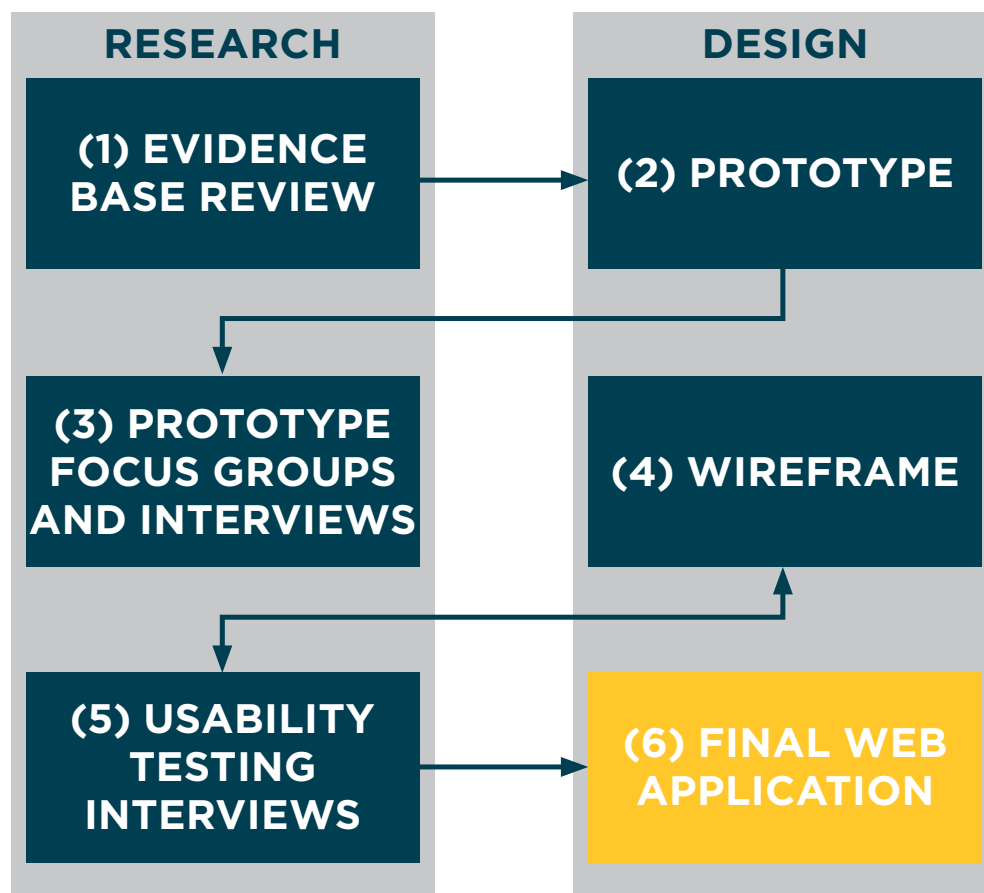 RESEARCH
DESIGN
(1) EVIDENCE
BASE REVIEW
(2) PROTOTYPE
(3) PROTOTYPE
FOCUS GROUPS
AND INTERVIEWS
(4) WIREFRAME
(5) USABILITY
TESTING
INTERVIEWS
(6) FINAL WEB
APPLICATION